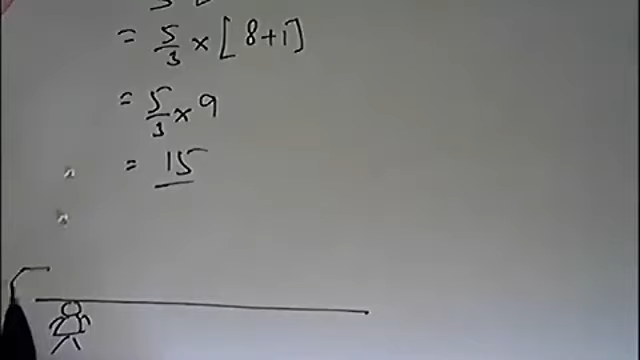 = 5/3 × [8+1]
= 5/3 × 9
= 15